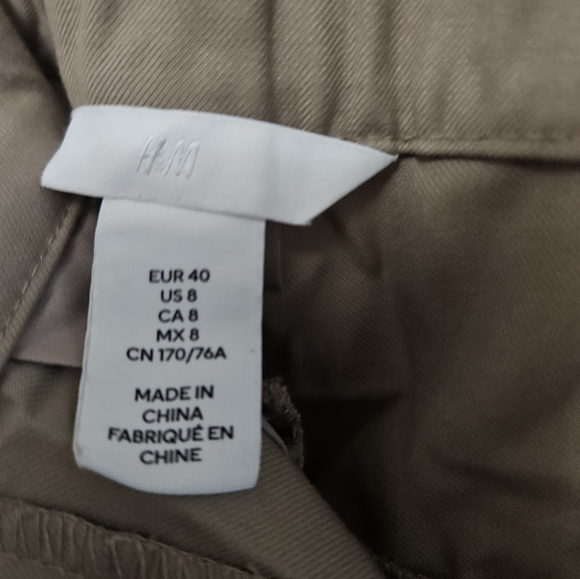 H&M
EUR 40
US 8
CA 8
MX 8
CN 170/76A
MADE IN
CHINA
FABRIQUÉ EN
CHINE